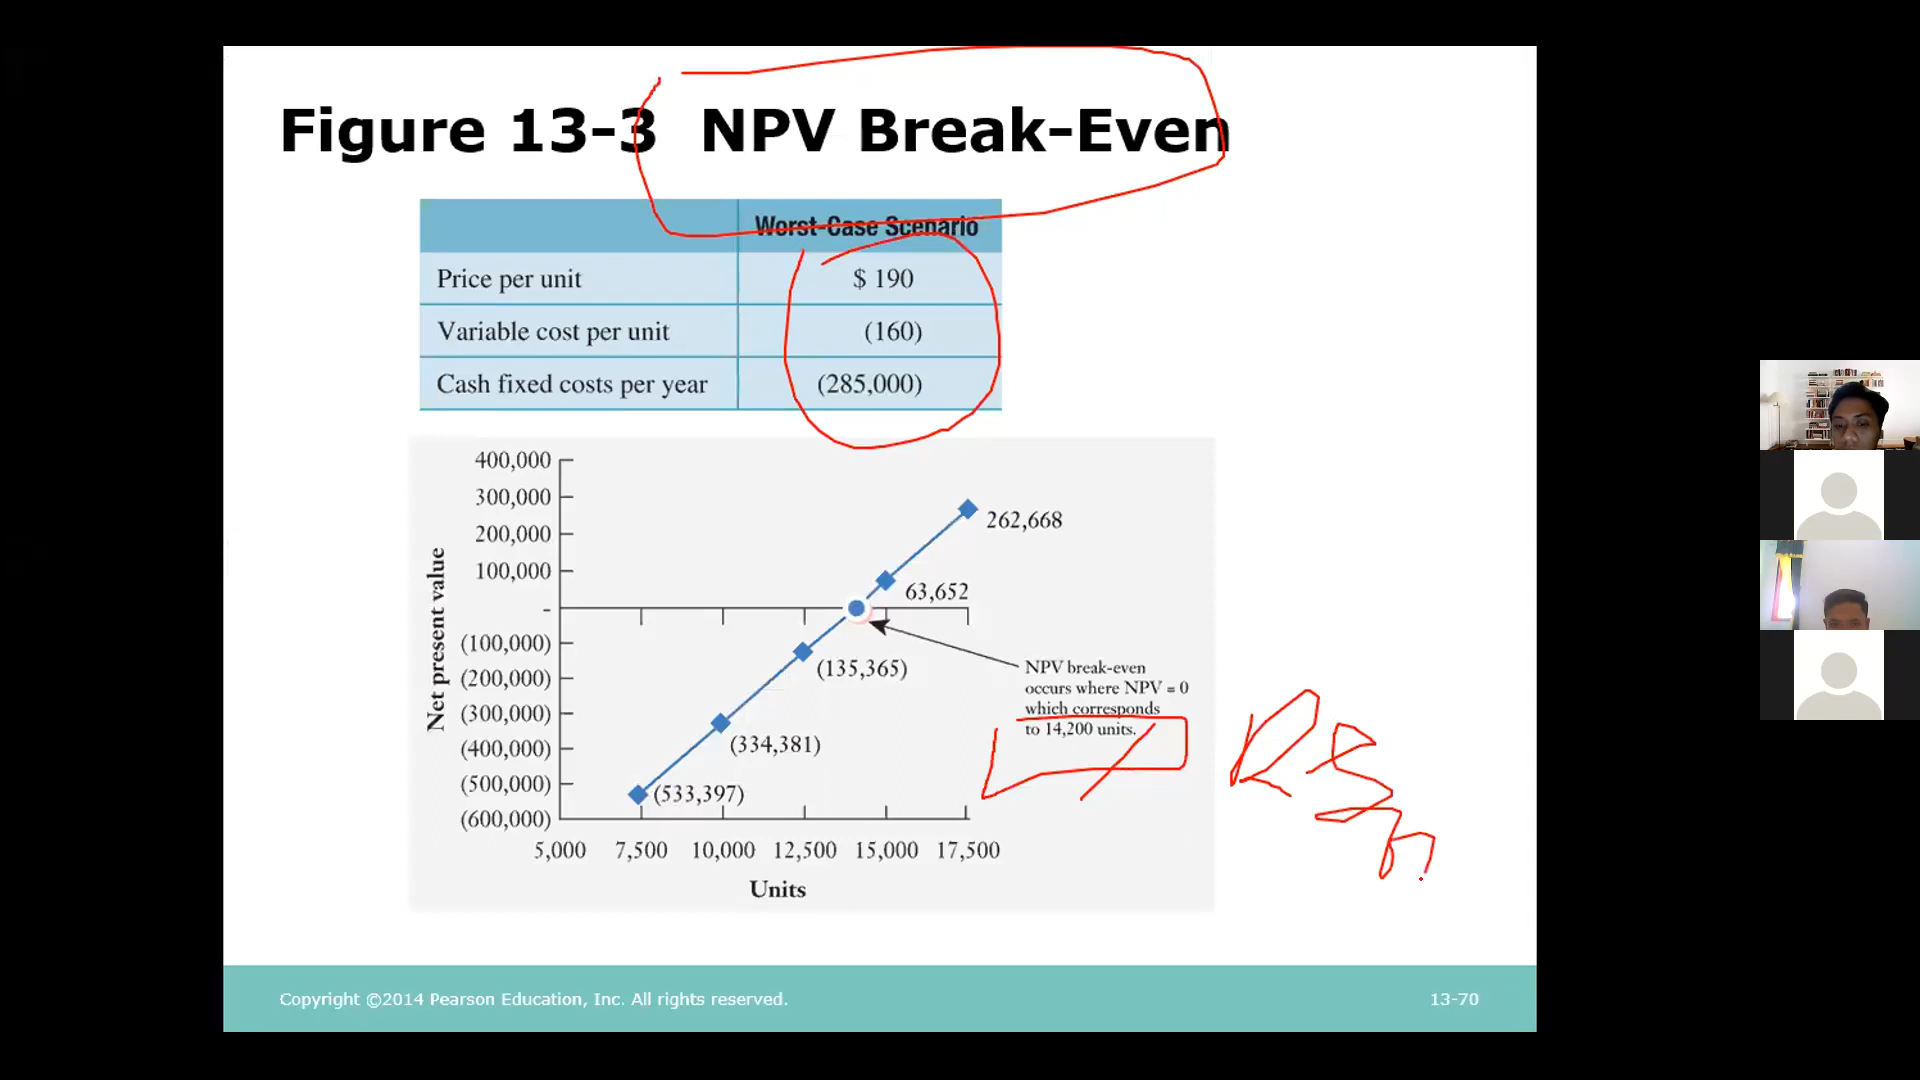 Figure 13-3 NPV Break-Even
Worst-Case Scenario
Price per unit $ 190
Variable cost per unit (160)
Cash fixed costs per year (285,000)
Net present value
400,000
300,000
200,000
100,000
-
(100,000)
(200,000)
(300,000)
(400,000)
(500,000)
(600,000)
262,668
63,652
(135,365)
(334,381)
(533,397)
NPV break-even
occurs where NPV = 0
which corresponds
to 14,200 units.
5,000 7,500 10,000 12,500 15,000 17,500
Units
Copyright ©2014 Pearson Education, Inc. All rights reserved.
13-70